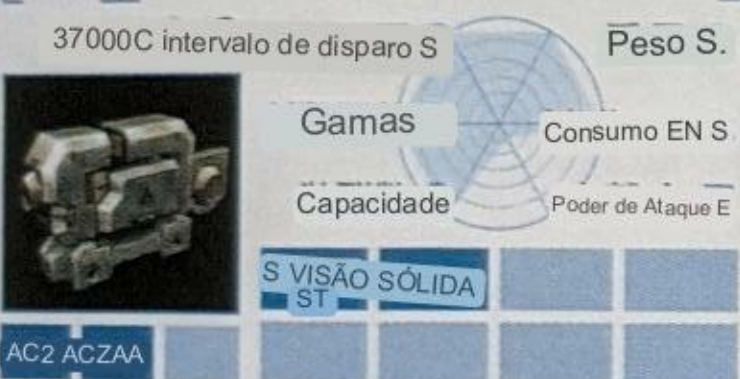 37000C intervalo de disparo S
Peso S.
Gamas
Consumo EN S
Capacidade
Poder de Ataque E
S VISÃO SÓLIDA
ST
AC2 ACZAA